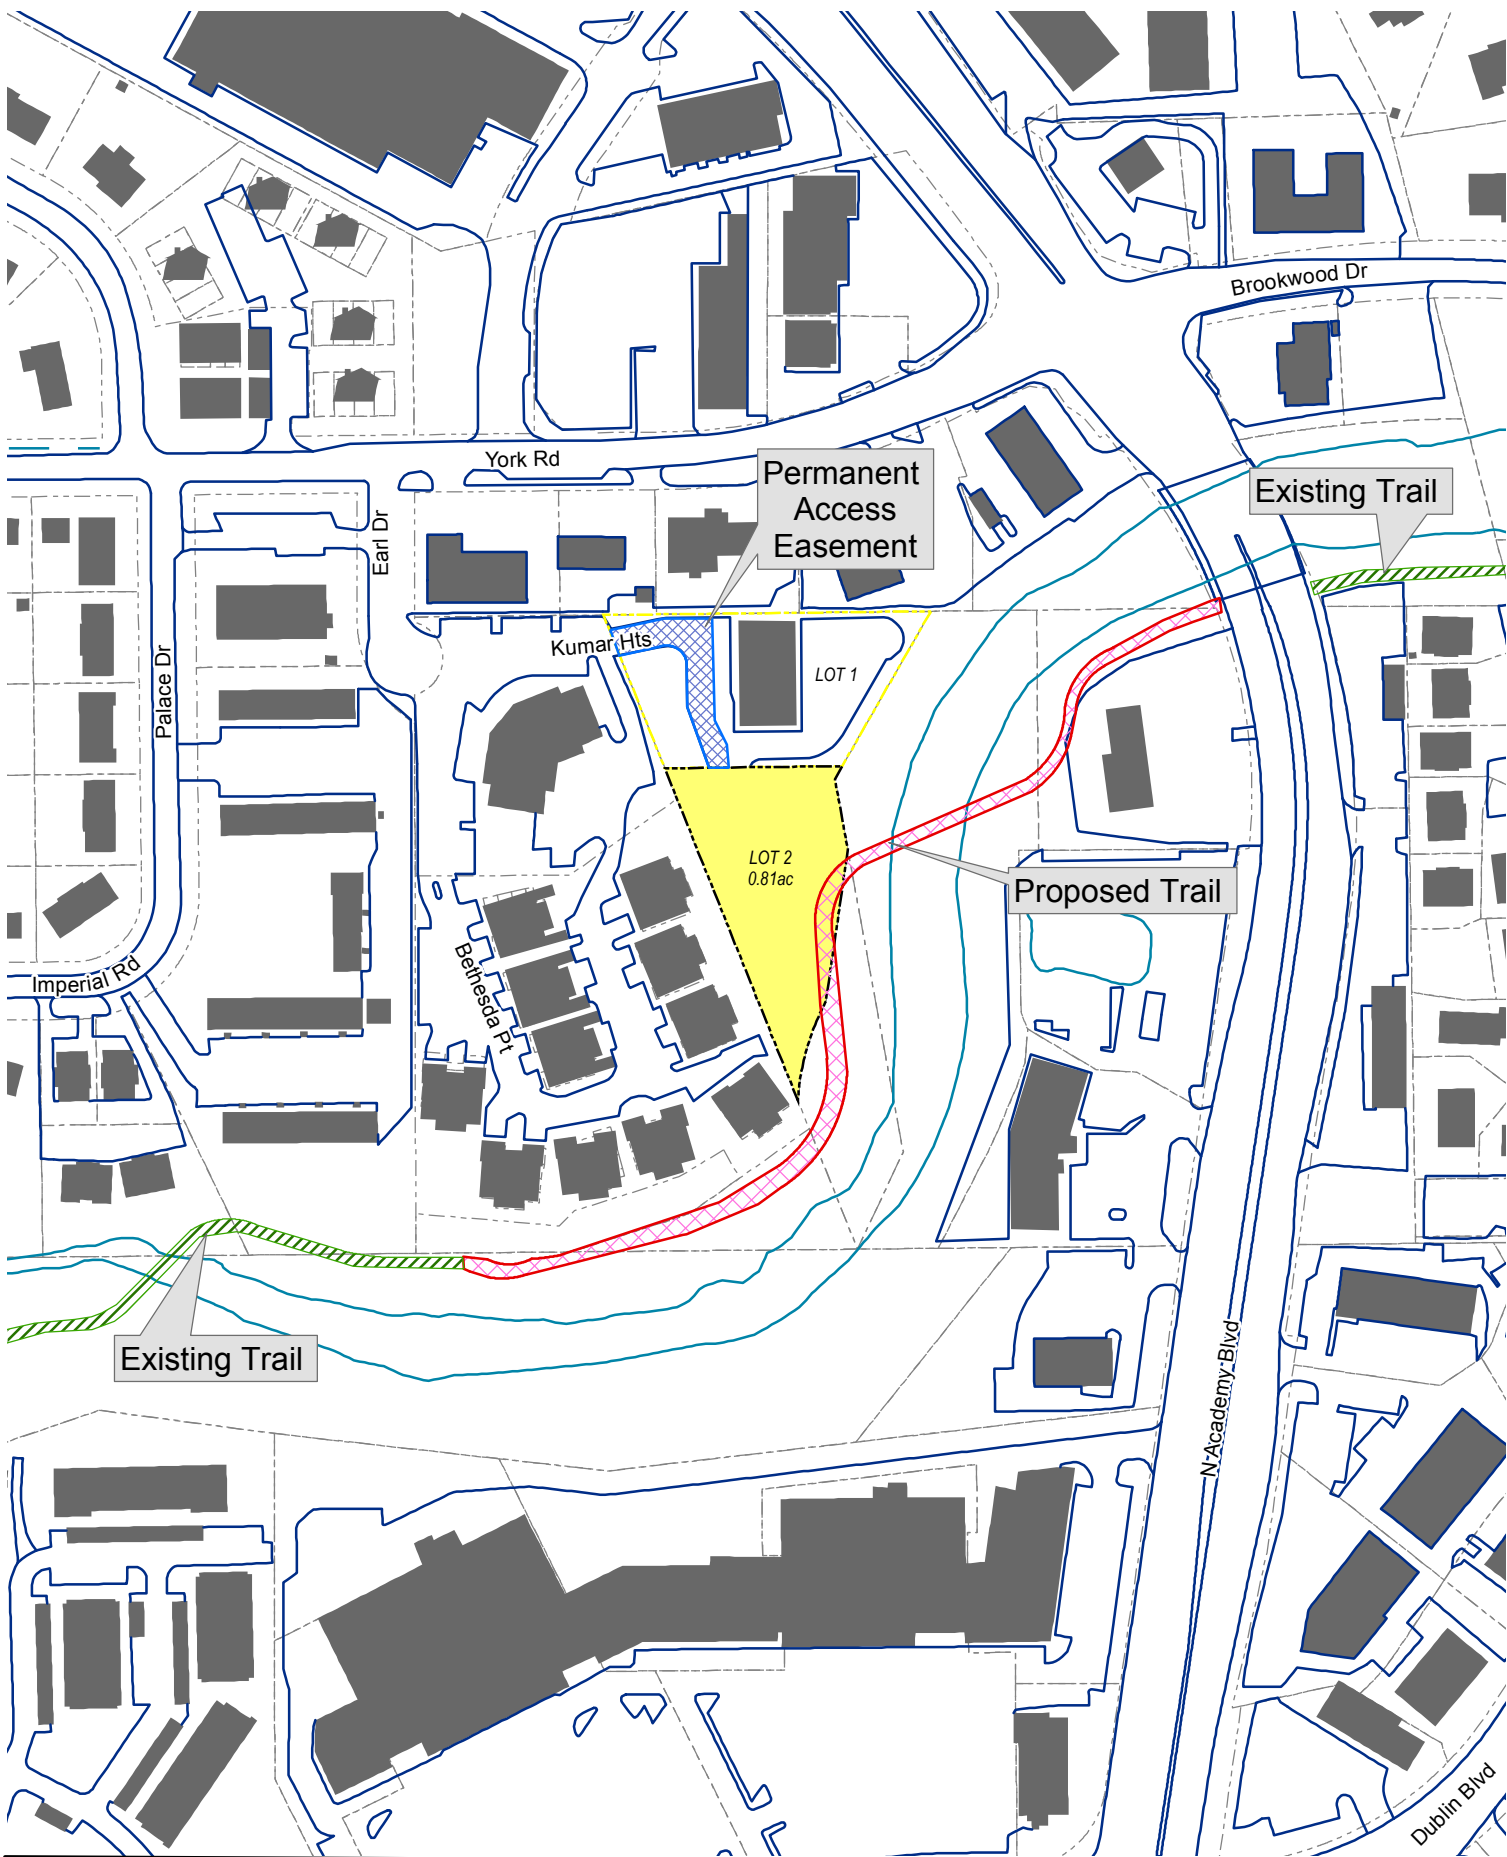 Brookwood Dr
York Rd
Permanent
Access
Easement
Existing Trail
Earl Dr
Kumar Hts
LOT 1
Palace Dr
LOT 2
0.81ac
Proposed Trail
Imperial Rd
Bethesda Pt
Existing Trail
N Academy Blvd
Dublin Blvd